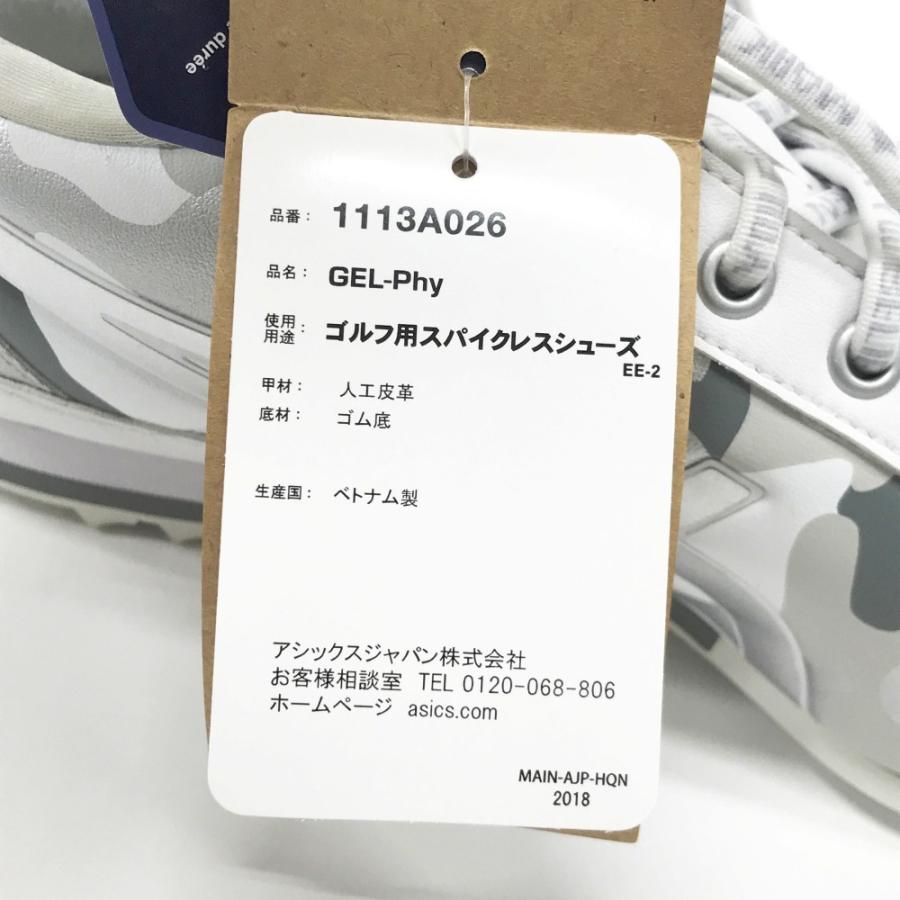 durée
品番： 1113A026
品名： GEL-Phy
使用用途： ゴルフ用スパイクレスシューズ
EE-2
甲材： 人工皮革
底材： ゴム底
生産国： ベトナム製
アシックスジャパン株式会社
お客様相談室 TEL 0120-068-806
ホームページ asics.com
MAIN-AJP-HQN
2018